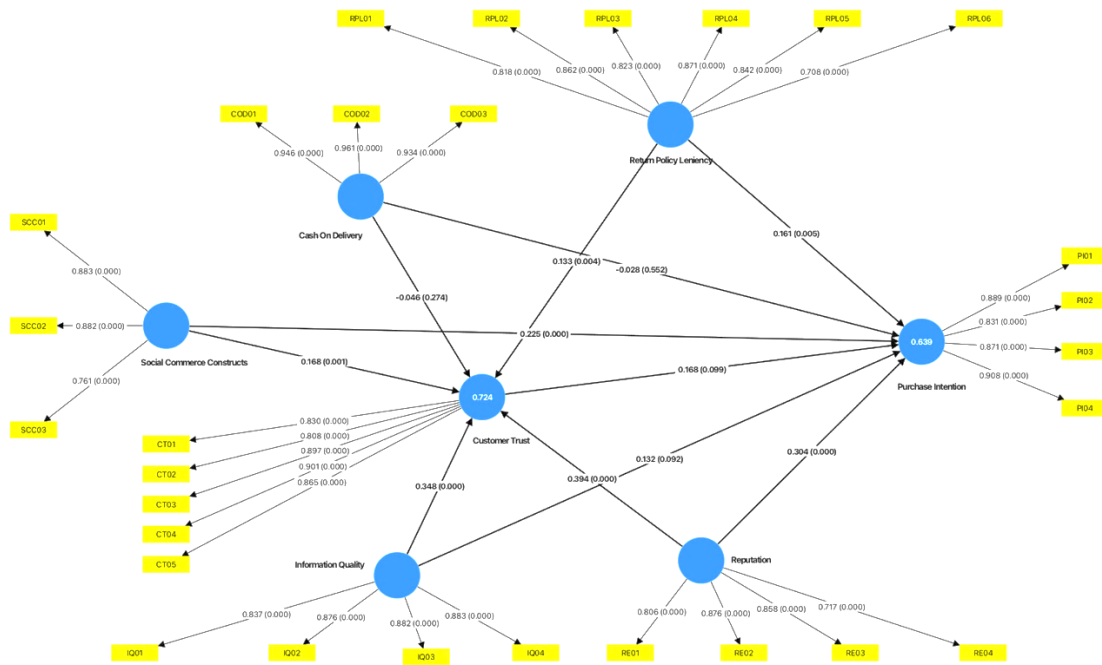 RPL01 RPL02 RPL03 RPL04 RPL05 RPL06
0.818 (0.000) 0.862 (0.000) 0.823 (0.000) 0.871 (0.000) 0.842 (0.000) 0.708 (0.000)
COD01 COD02 COD03
0.946 (0.000) 0.961 (0.000) 0.934 (0.000)
Return Policy Leniency
SCC01
Cash On Delivery
0.161 (0.005)
0.133 (0.004)
-0.028 (0.552)
PI01
0.883 (0.000)
-0.046 (0.274)
0.889 (0.000)
PI02
0.831 (0.000)
SCC02
0.882 (0.000)
0.225 (0.000)
0.639
0.871 (0.000)
PI03
Social Commerce Constructs
0.168 (0.001)
0.168 (0.099)
Purchase Intention
0.761 (0.000)
0.908 (0.000)
PI04
0.724
SCC03
0.830 (0.000)
CT01
0.808 (0.000)
Customer Trust
0.897 (0.000)
CT02
0.901 (0.000)
0.132 (0.092)
0.304 (0.000)
0.865 (0.000)
0.348 (0.000)
0.394 (0.000)
CT03
CT04
CT05
Information Quality
Reputation
0.837 (0.000) 0.876 (0.000) 0.882 (0.000) 0.883 (0.000)
0.806 (0.000) 0.876 (0.000) 0.858 (0.000) 0.717 (0.000)
IQ01 IQ02 IQ03 IQ04 RE01 RE02 RE03 RE04